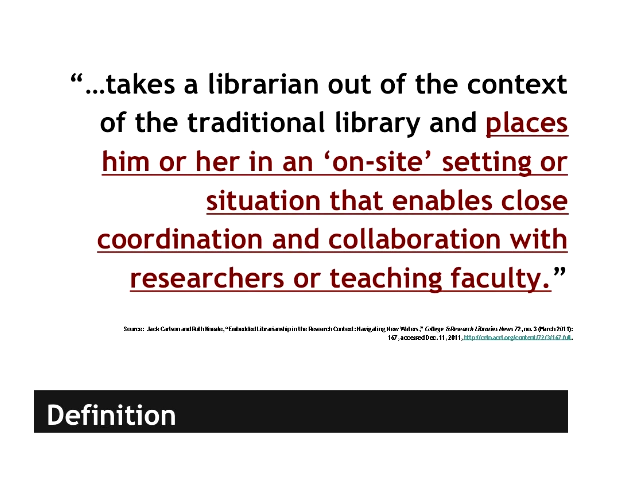 “…takes a librarian out of the context
of the traditional library and places
him or her in an ‘on-site’ setting or
situation that enables close
coordination and collaboration with
researchers or teaching faculty.”
Source: Jack Carlson and Ruth Kneale, “Embedded Librarianship in the Research Context: Navigating New Waters,” College & Research Libraries News 72, no. 3 (March 2011):
167, accessed Dec. 11, 2011, http://crln.acrl.org/content/72/3/167.full.
Definition